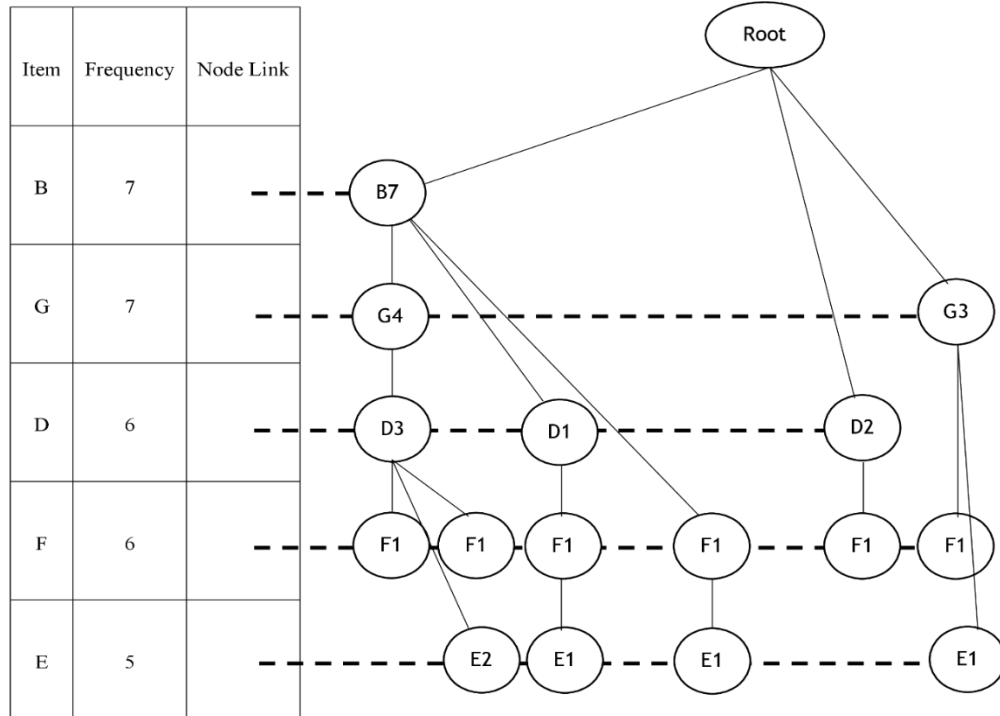 Root
Item Frequency Node Link
B 7 B7
G 7 G4 G3
D 6 D3 D1 D2
F 6 F1 F1 F1 F1 F1 F1
E 5 E2 E1 E1 E1